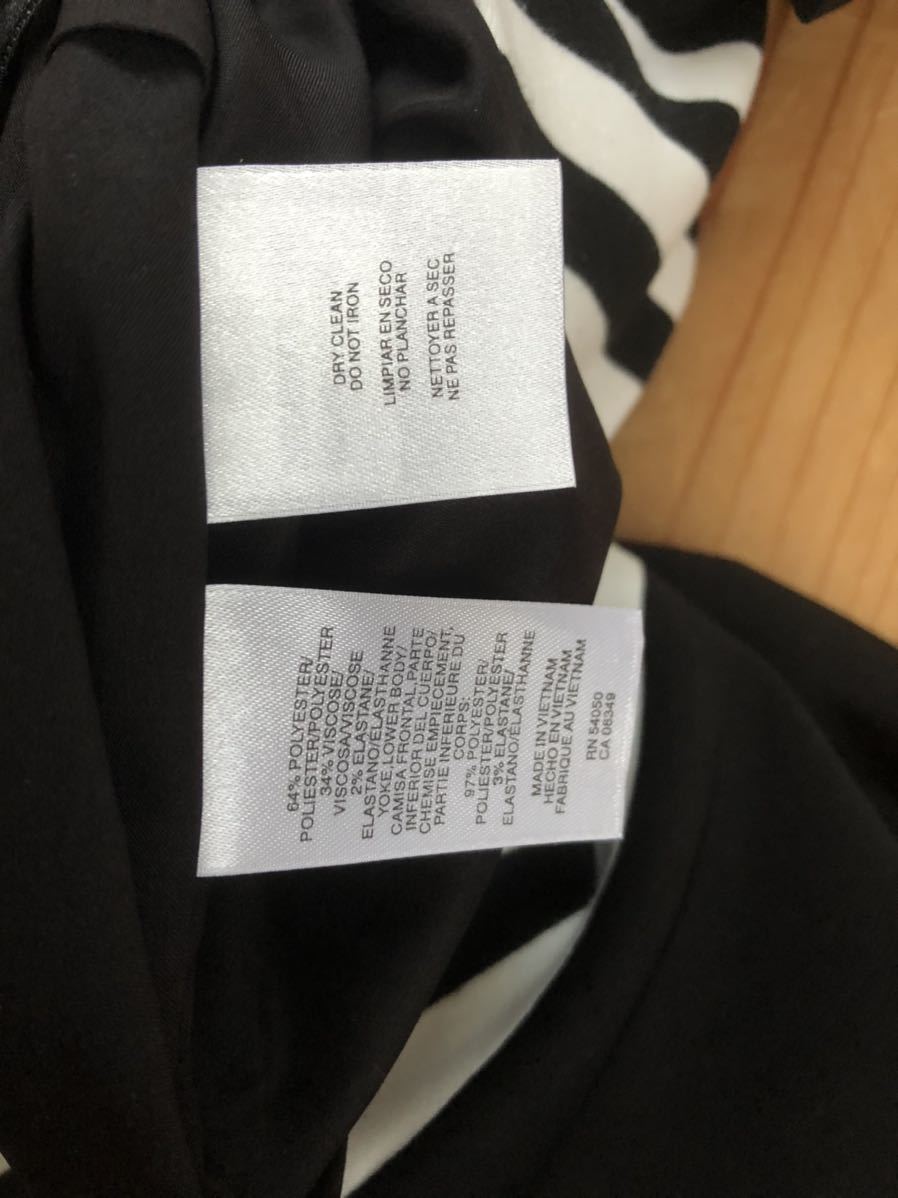 DRY CLEAN
DO NOT IRON
LIMPIAR EN SECO
NO PLANCHAR
NETTOYER A SEC
NE PAS REPASSER
64% POLYESTER/
POLIESTER/POLYESTER
34% VISCOSE/
VISCOSA/VISCOSE
2% ELASTANE/
ELASTANO/ELASTHANNE
YOKE,LOWER BODY/
CAMISA FRONTAL,PARTE
INFERIOR DEL CUERPO/
CHEMISE EMPIECEMENT,
PARTIE INFERIEURE DU
CORPS:
97% POLYESTER/
POLIESTER/POLYESTER
3% ELASTANE/
ELASTANO/ELASTHANNE
MADE IN VIETNAM
HECHO EN VIETNAM
FABRIQUE AU VIETNAM
RN 54050
CA 08349